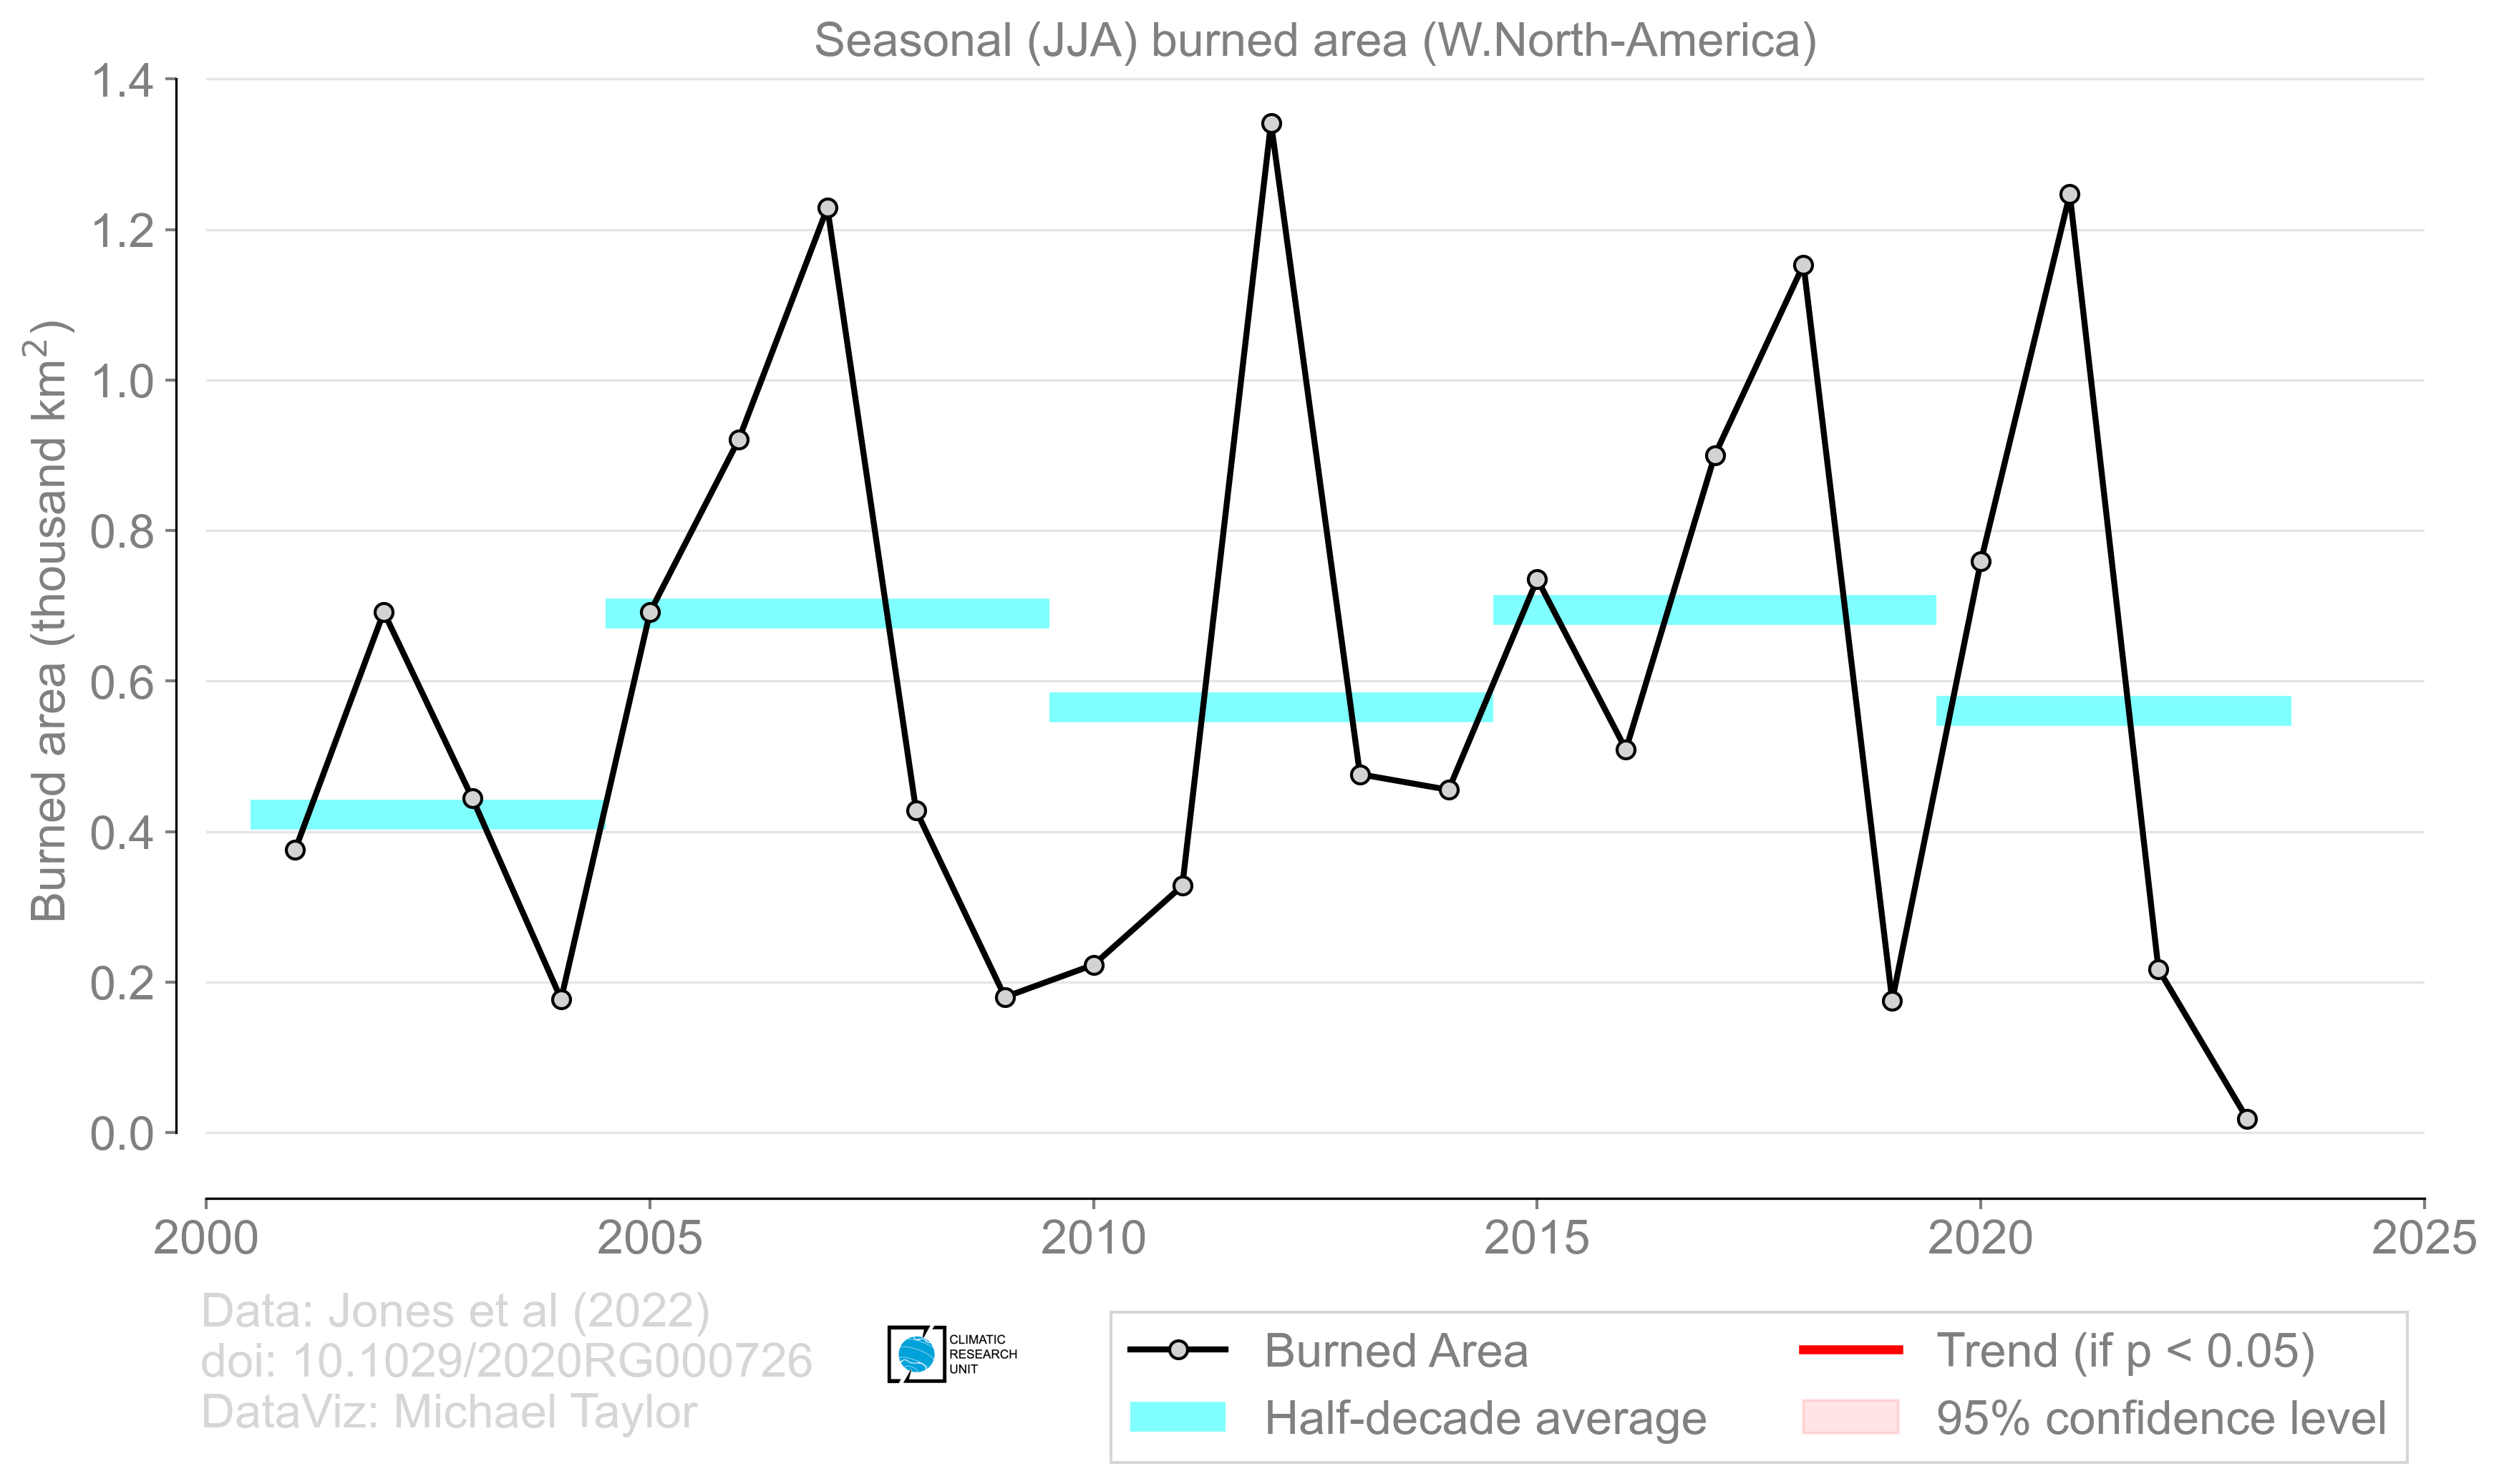 Seasonal (JJA) burned area (W.North-America)
Burned area (thousand km²)
1.4
1.2
1.0
0.8
0.6
0.4
0.2
0.0
2000 2005 2010 2015 2020 2025
Data: Jones et al (2022)
doi: 10.1029/2020RG000726
DataViz: Michael Taylor
CLIMATIC
RESEARCH
UNIT
Burned Area
Half-decade average
Trend (if p < 0.05)
95% confidence level